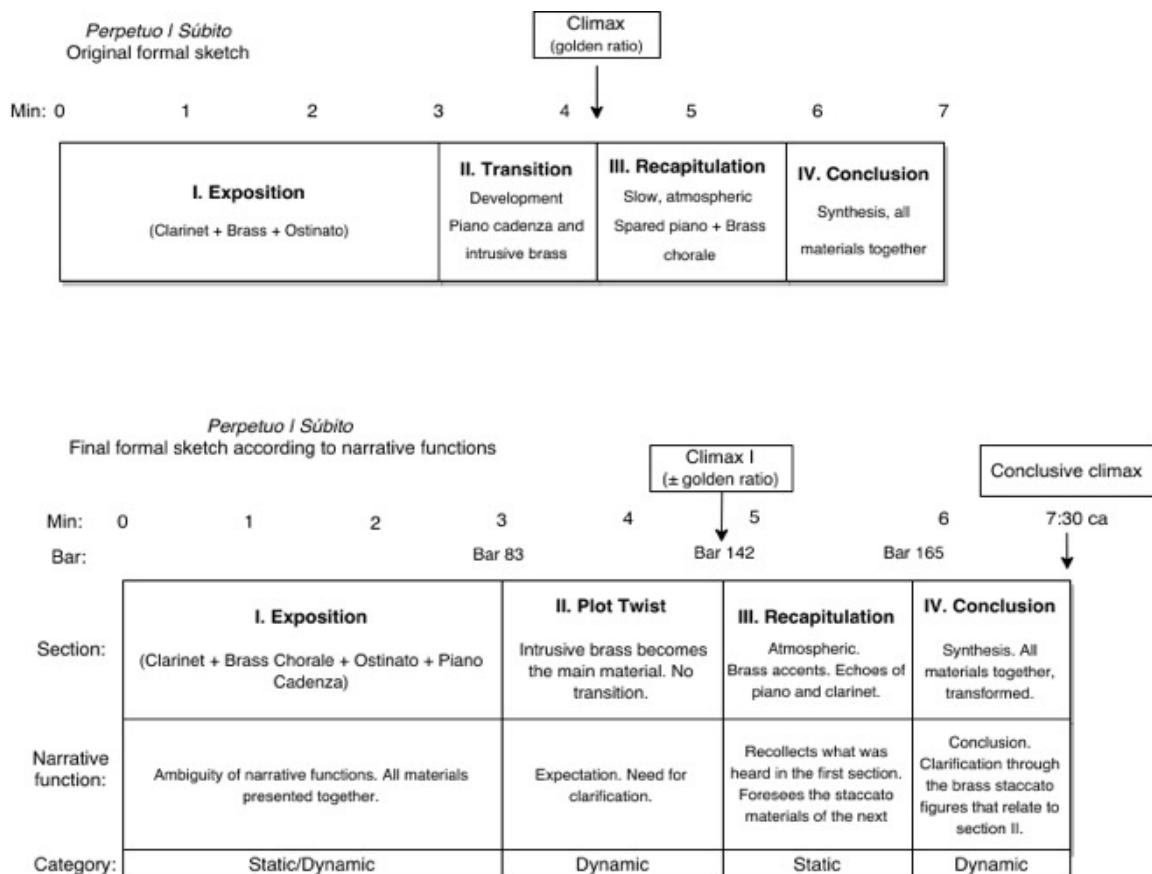 Perpetuo / Súbito
Original formal sketch
Climax
(golden ratio)
Min: 0 1 2 3 4 5 6 7
I. Exposition
(Clarinet + Brass + Ostinato)
II. Transition
Development
Piano cadenza and
intrusive brass
III. Recapitulation
Slow, atmospheric
Spared piano + Brass
chorale
IV. Conclusion
Synthesis, all
materials together
Perpetuo / Súbito
Final formal sketch according to narrative functions
Climax I
(± golden ratio)
Conclusive climax
Min: 0 1 2 3 4 5 6 7:30 ca
Bar: Bar 83 Bar 142 Bar 165
Section:
I. Exposition
(Clarinet + Brass Chorale + Ostinato + Piano
Cadenza)
II. Plot Twist
Intrusive brass becomes
the main material. No
transition.
III. Recapitulation
Atmospheric.
Brass accents. Echoes of
piano and clarinet.
IV. Conclusion
Synthesis. All
materials together,
transformed.
Narrative
function:
Ambiguity of narrative functions. All materials
presented together.
Expectation. Need for
clarification.
Recollects what was
heard in the first section.
Foresees the staccato
materials of the next
Conclusion.
Clarification through
the brass staccato
figures that relate to
section II.
Category: Static/Dynamic Dynamic Static Dynamic